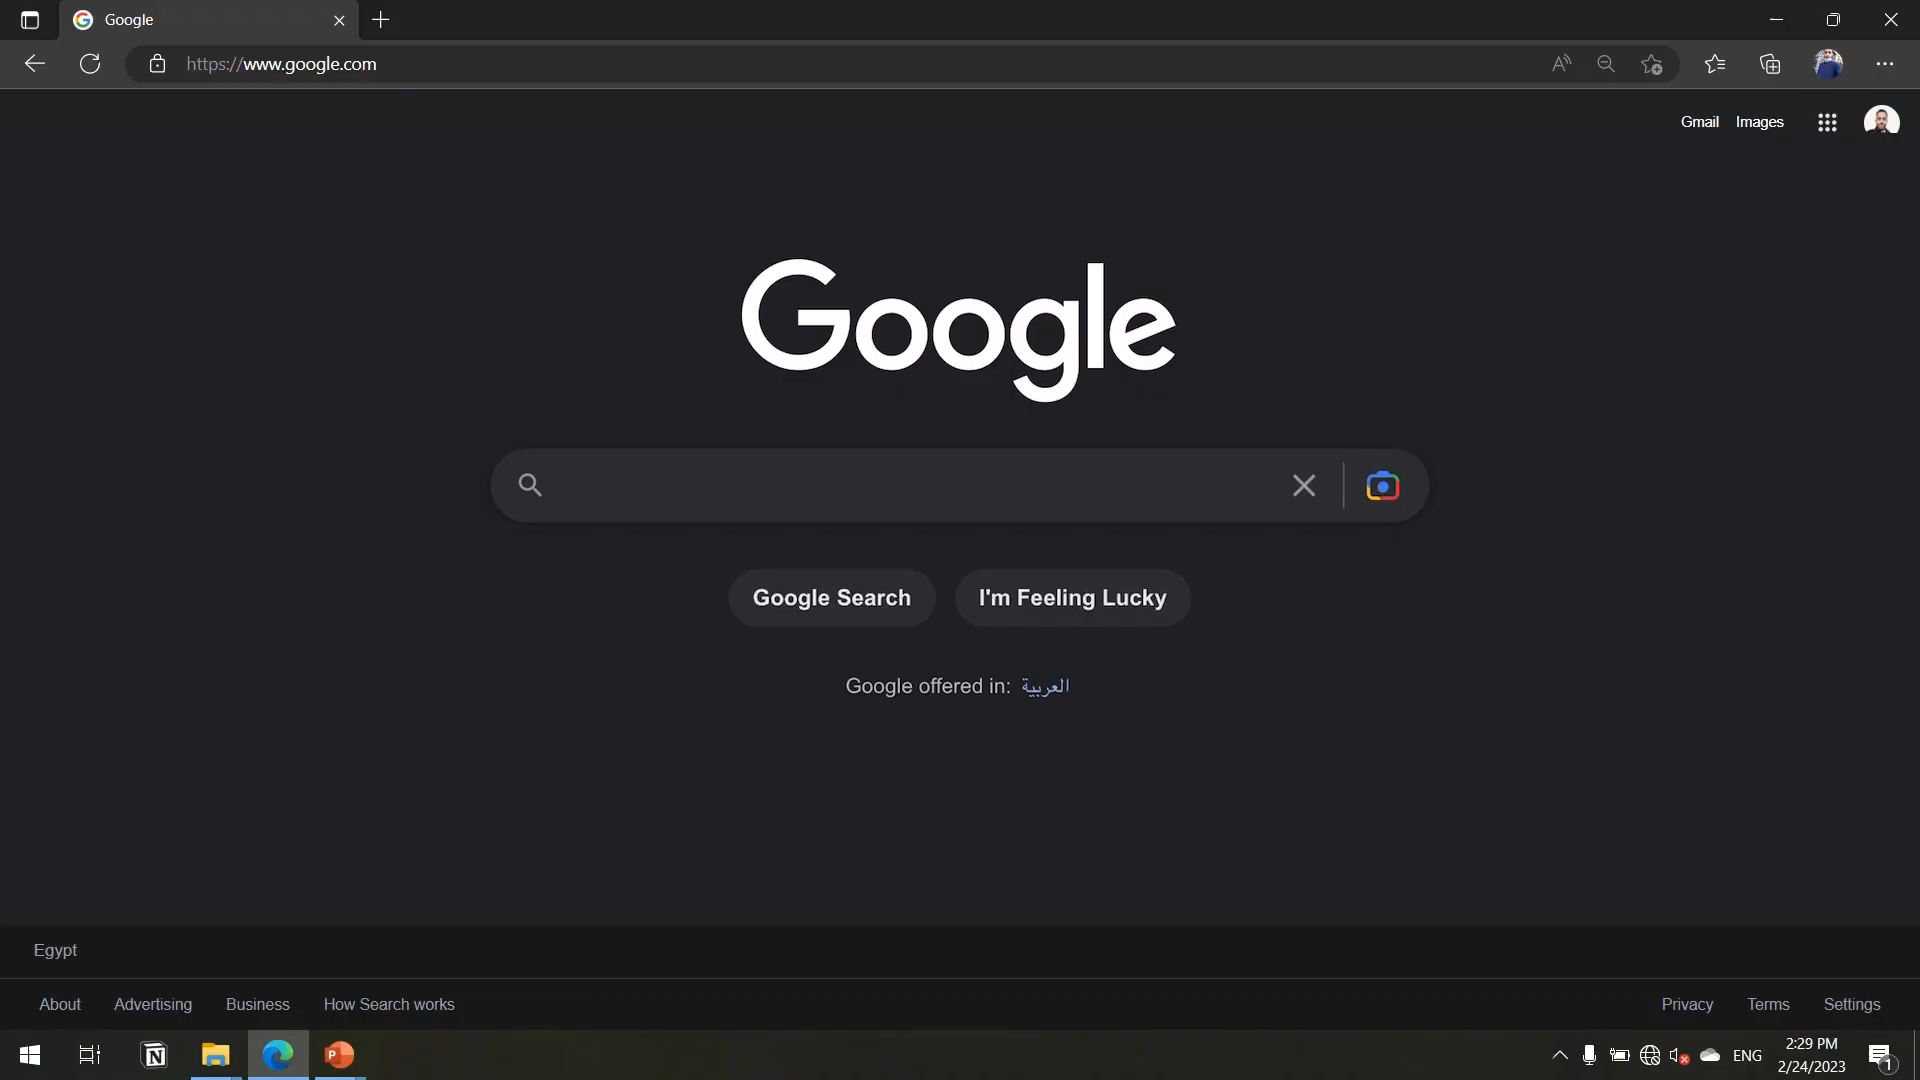 Google
https://www.google.com
Gmail Images
Google
Google Search I'm Feeling Lucky
Google offered in: العربية
Egypt
About Advertising Business How Search works Privacy Terms Settings
ENG
2:29 PM
2/24/2023
1